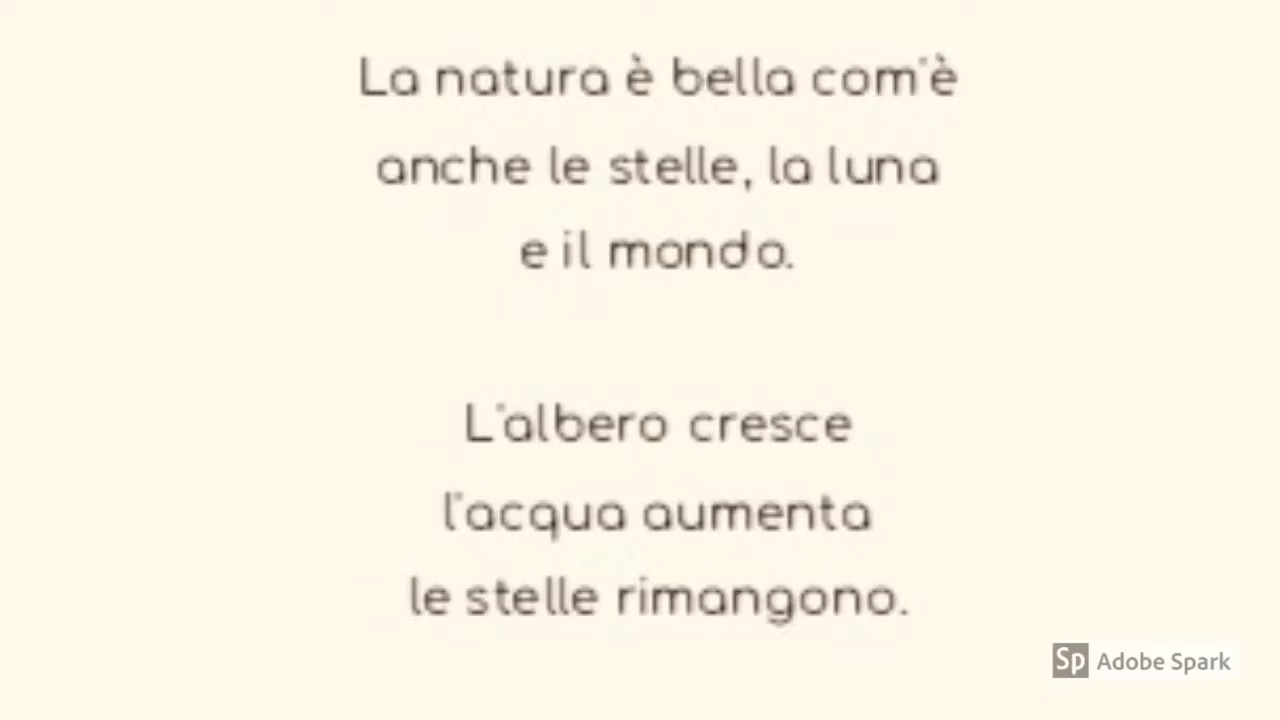 La natura è bella com'è
anche le stelle, la luna
e il mondo.
L'albero cresce
l'acqua aumenta
le stelle rimangono.
Sp Adobe Spark